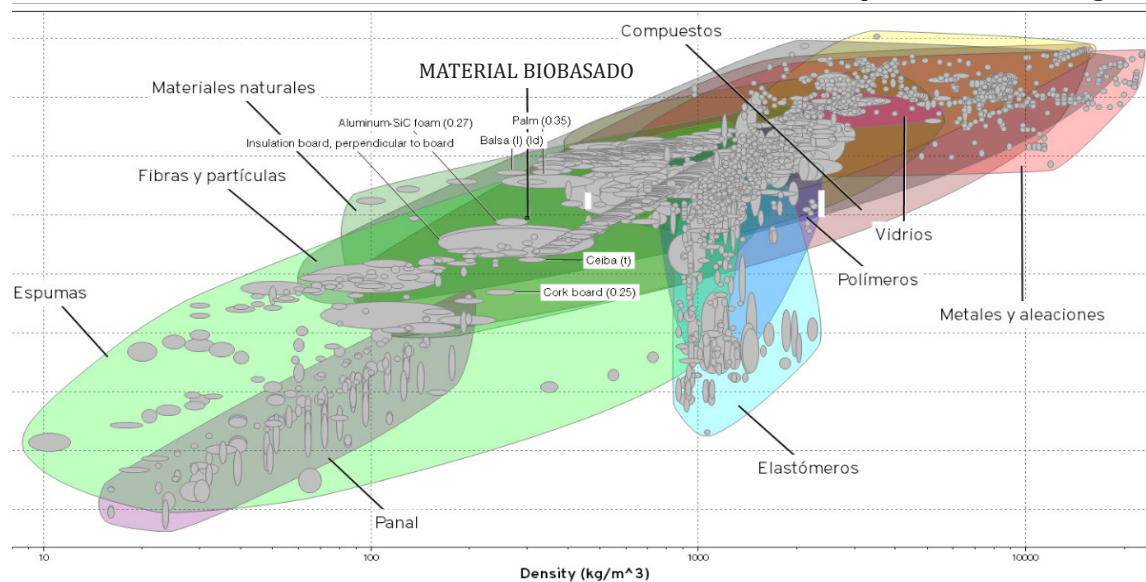 Compuestos
MATERIAL BIOBASADO
Materiales naturales
Aluminum-SiC foam (0.27)
Palm (0.35)
Insulation board, perpendicular to board
Balsa (l) (ld)
Fibras y partículas
Vidrios
Ceiba (t)
Polímeros
Espumas
Cork board (0.25)
Metales y aleaciones
Elastómeros
Panal
10
100
1000
10000
Density (kg/m^3)